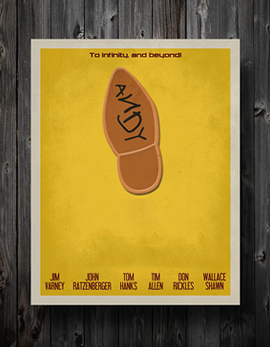 To infinity, and beyond!
ANDY
JIM JOHN TOM TIM DON WALLACE
VARNEY RATZENBERGER HANKS ALLEN RICKLES SHAWN